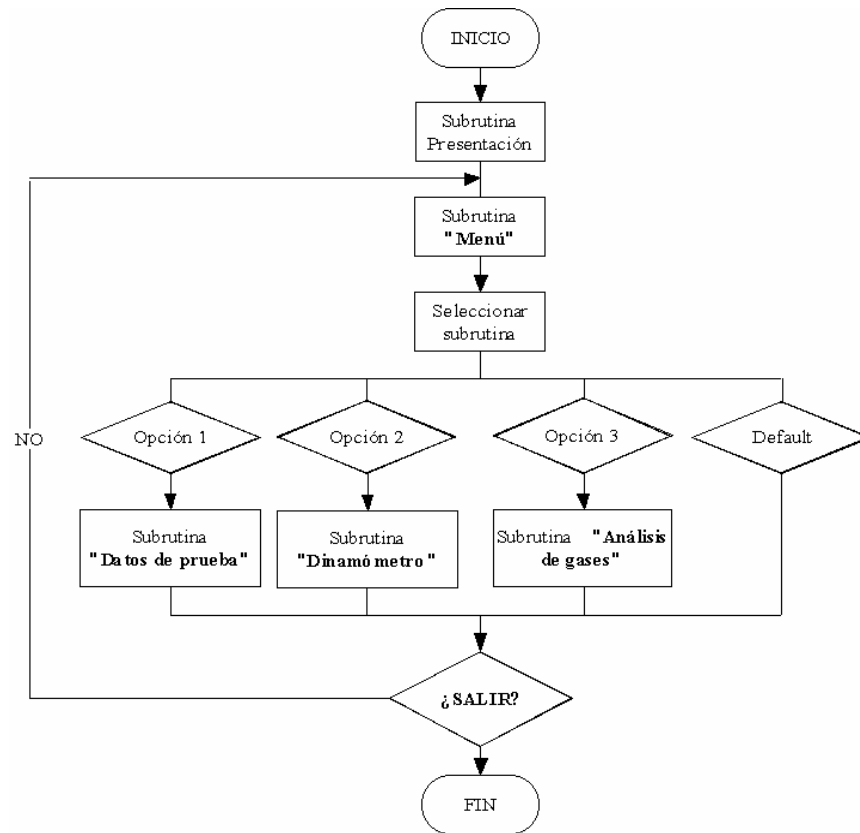 INICIO
Subrutina
Presentación
Subrutina
"Menú"
Seleccionar
subrutina
NO
Opción 1
Opción 2
Opción 3
Default
Subrutina
"Datos de prueba"
Subrutina
"Dinamómetro"
Subrutina "Análisis
de gases"
¿SALIR?
FIN